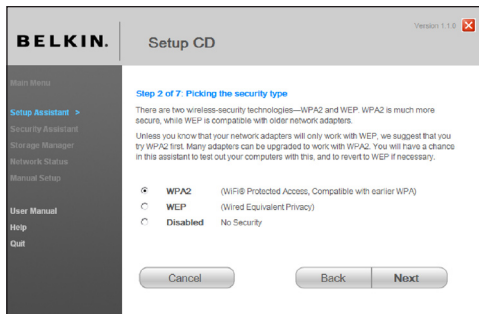 Version 1.1.0
BELKIN.
Setup CD
Main Menu
Setup Assistant >
Security Assistant
Storage Manager
Network Status
Manual Setup
User Manual
Help
Quit
Step 2 of 7: Picking the security type
There are two wireless-security technologies—WPA2 and WEP. WPA2 is much more
secure, while WEP is compatible with older network adapters.
Unless you know that your network adapters will only work with WEP, we suggest that you
try WPA2 first. Many adapters can be upgraded to work with WPA2. You will have a chance
in this assistant to test out your computers with this, and to revert to WEP if necessary.
WPA2 (WiFi® Protected Access, Compatible with earlier WPA)
WEP (Wired Equivalent Privacy)
Disabled No Security
Cancel Back Next